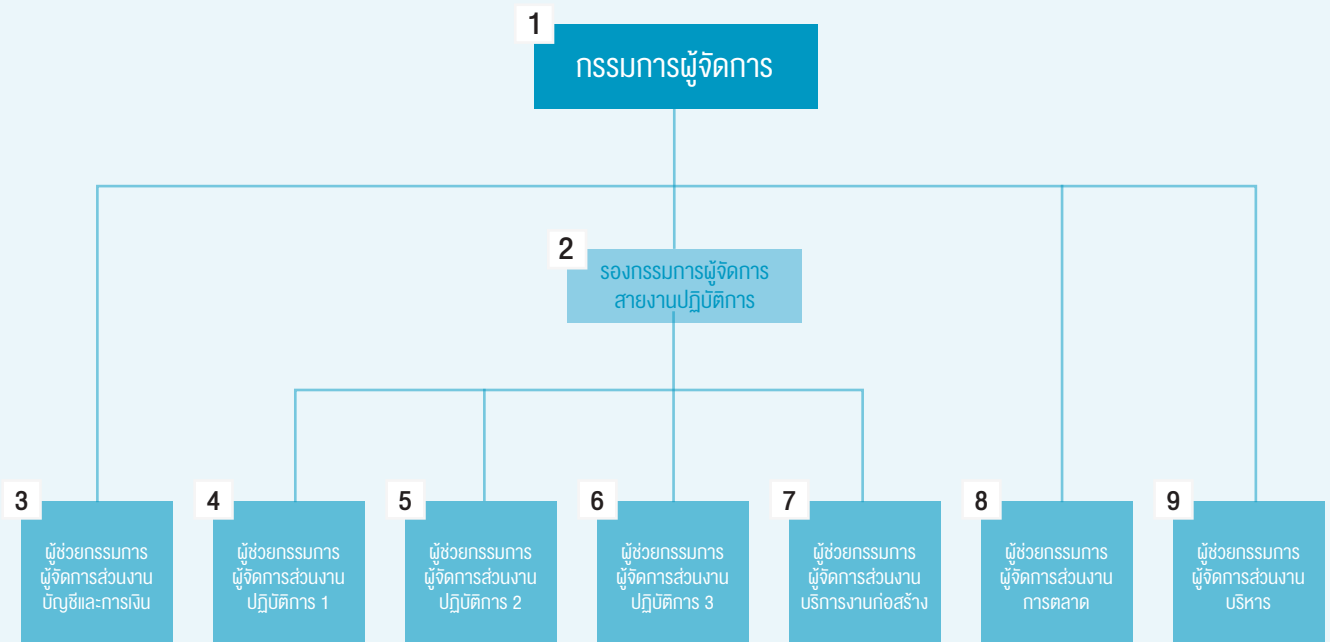 1
กรรมการผู้จัดการ
2
รองกรรมการผู้จัดการ
สายงานปฏิบัติการ
3
ผู้ช่วยกรรมการ
ผู้จัดการส่วนงาน
บัญชีและการเงิน
4
ผู้ช่วยกรรมการ
ผู้จัดการส่วนงาน
ปฏิบัติการ 1
5
ผู้ช่วยกรรมการ
ผู้จัดการส่วนงาน
ปฏิบัติการ 2
6
ผู้ช่วยกรรมการ
ผู้จัดการส่วนงาน
ปฏิบัติการ 3
7
ผู้ช่วยกรรมการ
ผู้จัดการส่วนงาน
บริการงานก่อสร้าง
8
ผู้ช่วยกรรมการ
ผู้จัดการส่วนงาน
การตลาด
9
ผู้ช่วยกรรมการ
ผู้จัดการส่วนงาน
บริหาร